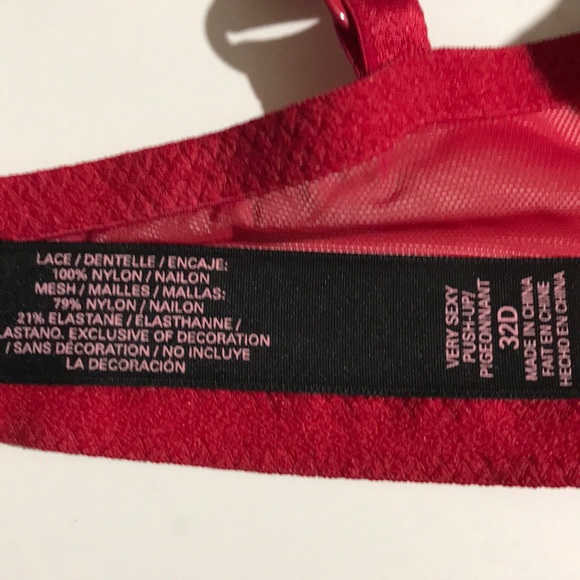 LACE / DENTELLE / ENCAJE:
100% NYLON / NAILON
MESH / MAILLES / MALLAS:
79% NYLON / NAILON
21% ELASTANE / ÉLASTHANNE /
LASTANO, EXCLUSIVE OF DECORATION
/ SANS DÉCORATION / NO INCLUYE
LA DECORACIÓN
VERY SEXY
PUSH-UP/
PIGEONNANT
32D
MADE IN CHINA
FAIT EN CHINE
HECHO EN CHINA